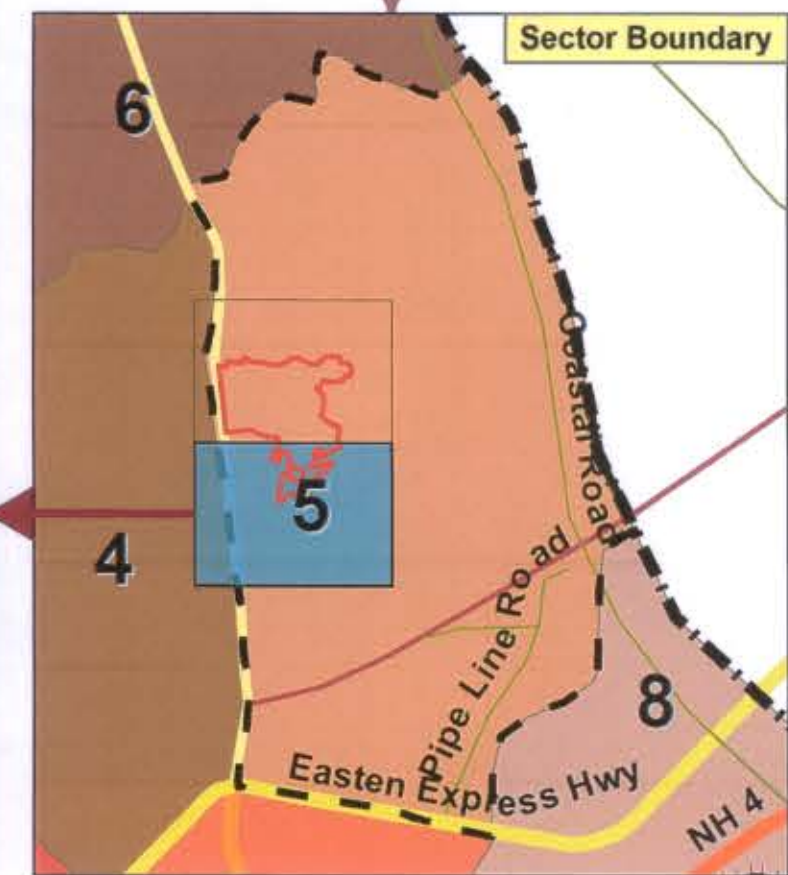 Sector Boundary
6
Coastal Road
5
4
Pipe Line Road
8
Easten Express Hwy
NH 4